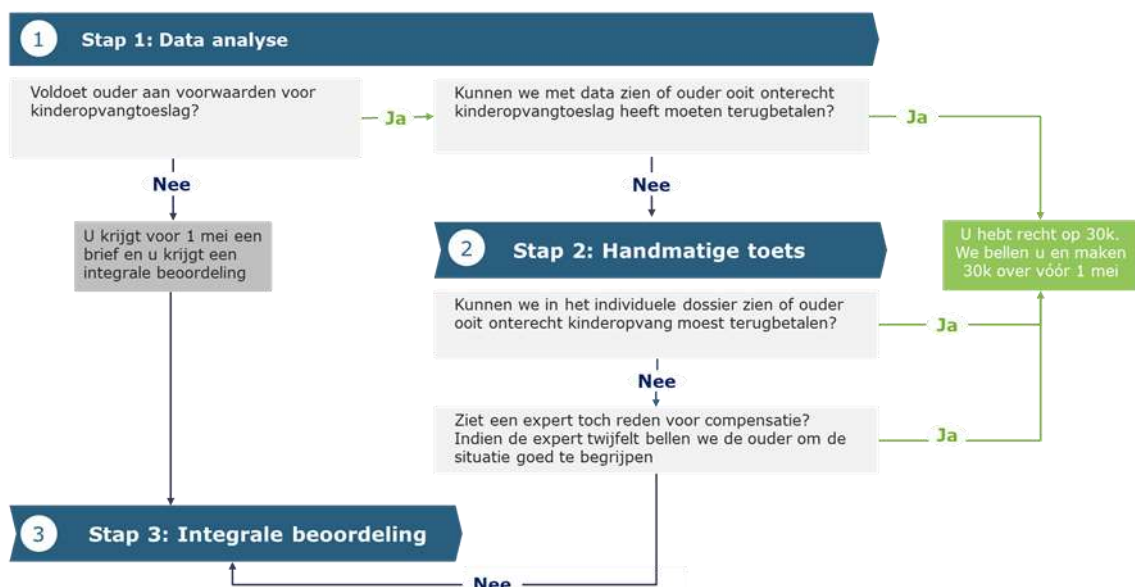 1 Stap 1: Data analyse
Voldoet ouder aan voorwaarden voor
kinderopvangtoeslag?
Ja
Kunnen we met data zien of ouder ooit onterecht
kinderopvangtoeslag heeft moeten terugbetalen?
Ja
Nee
Nee
U krijgt voor 1 mei een
brief en u krijgt een
integrale beoordeling
2 Stap 2: Handmatige toets
U hebt recht op 30k.
We bellen u en maken
30k over vóór 1 mei
Kunnen we in het individuele dossier zien of ouder
ooit onterecht kinderopvang moest terugbetalen?
Ja
Nee
Ziet een expert toch reden voor compensatie?
Indien de expert twijfelt bellen we de ouder om de
situatie goed te begrijpen
Ja
3 Stap 3: Integrale beoordeling
Nee